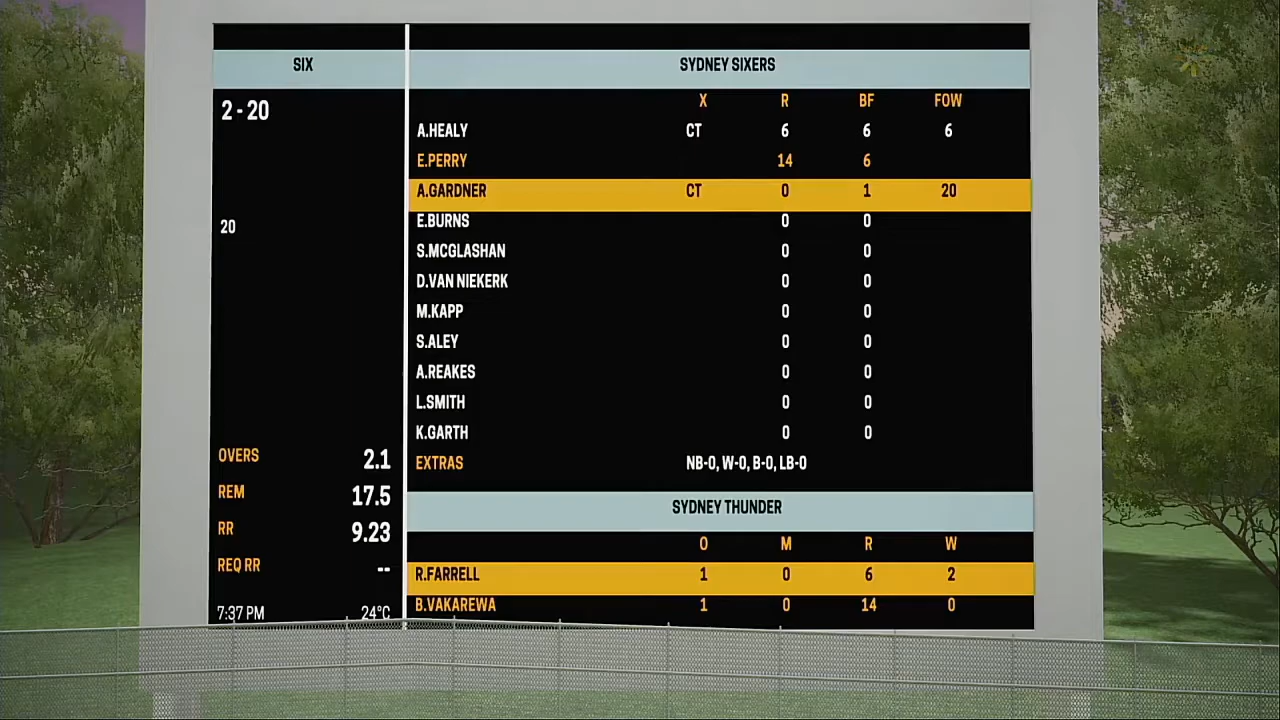 SIX
2 - 20
20
OVERS 2.1
REM 17.5
RR 9.23
REQ RR --
7:37 PM 24°C
SYDNEY SIXERS
X R BF FOW
A.HEALY CT 6 6 6
E.PERRY 14 6
A.GARDNER CT 0 1 20
E.BURNS 0 0
S.MCGLASHAN 0 0
D.VAN NIEKERK 0 0
M.KAPP 0 0
S.ALEY 0 0
A.REAKES 0 0
L.SMITH 0 0
K.GARTH 0 0
EXTRAS NB-0, W-0, B-0, LB-0
SYDNEY THUNDER
O M R W
R.FARRELL 1 0 6 2
B.VAKAREWA 1 0 14 0